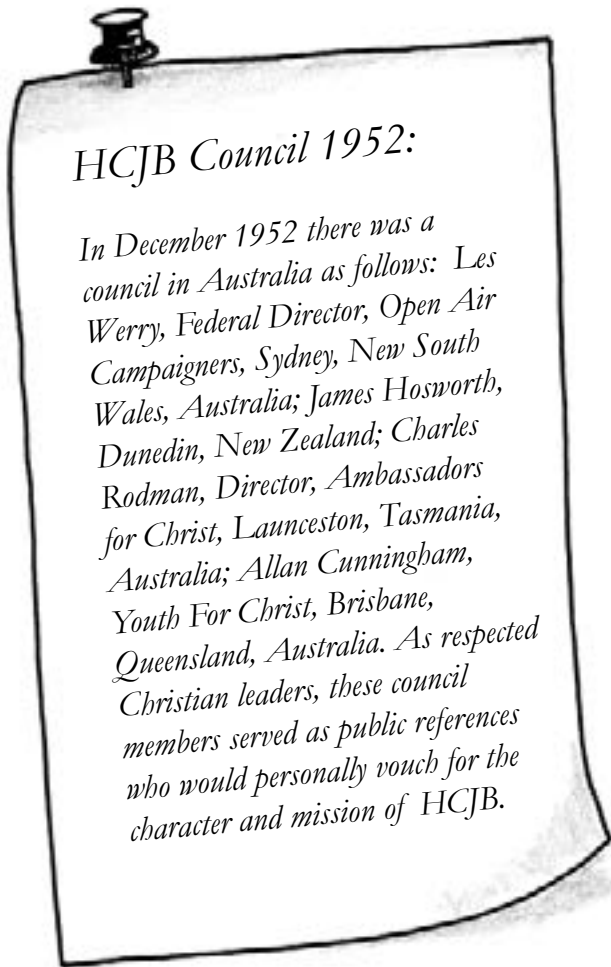 HCJB Council 1952:
In December 1952 there was a
council in Australia as follows: Les
Werry, Federal Director, Open Air
Campaigners, Sydney, New South
Wales, Australia; James Hosworth,
Dunedin, New Zealand; Charles
Rodman, Director, Ambassadors
for Christ, Launceston, Tasmania,
Australia; Allan Cunningham,
Youth For Christ, Brisbane,
Queensland, Australia. As respected
Christian leaders, these council
members served as public references
who would personally vouch for the
character and mission of HCJB.